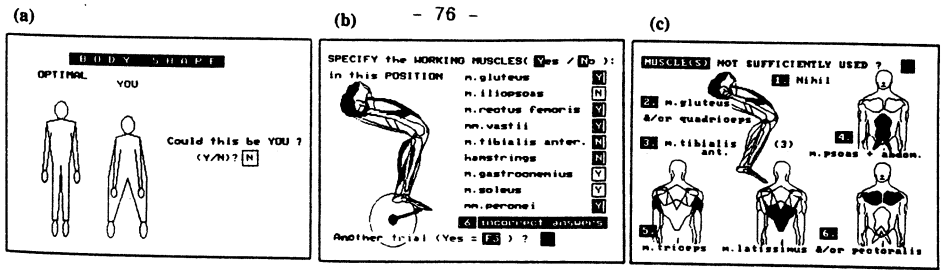 (a)
(b)
- 76 -
(c)
BODY SHAPE
OPTIMAL
YOU
Could this be YOU ?
(Y/N)? N
SPECIFY the WORKING MUSCLES( Yes / No ):
in this POSITION
m.gluteus Y
m.iliopsoas N
m.rectus femoris Y
mm.vastii Y
m.tibialis anter. N
hamstrings N
m.gastrocnemius Y
m.soleus Y
mm.peronei N
6 incorrect answers
Another trial (Yes = F3 ) ?
MUSCLE(S) NOT SUFFICIENTLY USED ?
1. Nihil
2. m.gluteus
&/or quadriceps
3. m.tibialis (3)
ant.
4.
m.psoas + abdom.
5.
m.triceps
m.latissimus &/or pectoralis
6.